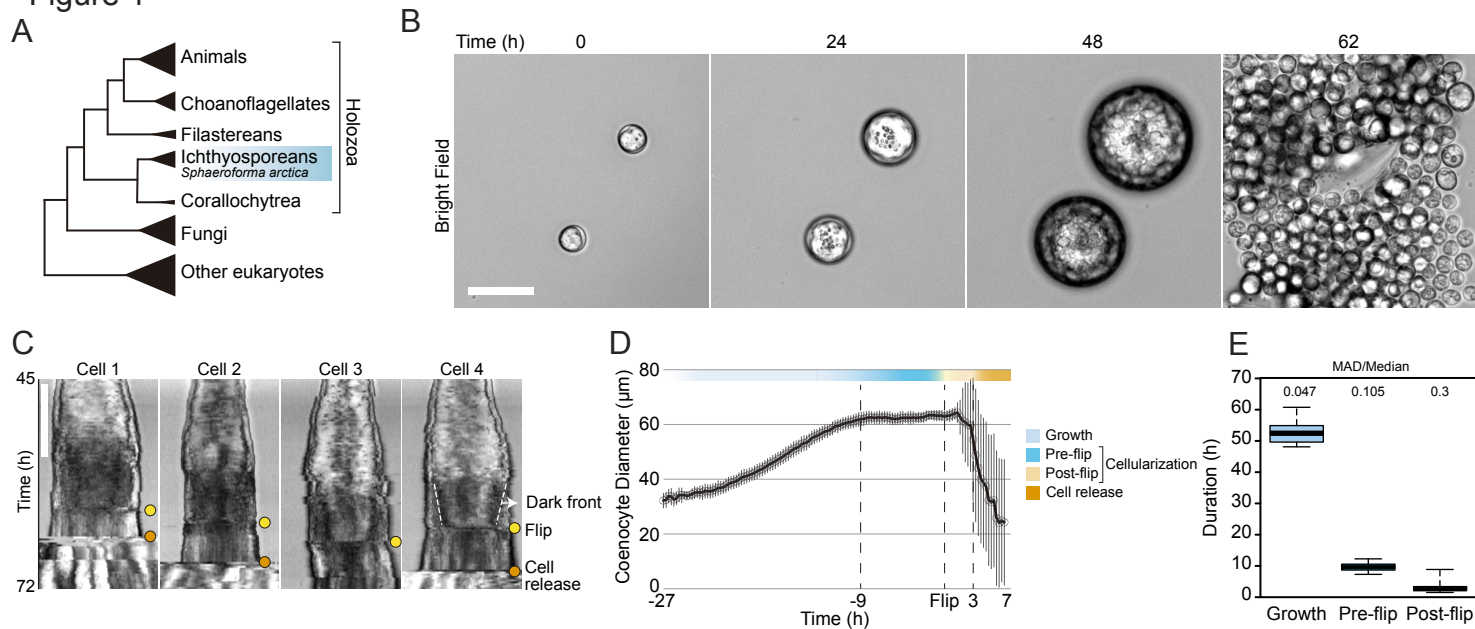 Figure 1
A
Animals
Choanoflagellates
Filastereans
Ichthyosporeans
Sphaeroforma arctica
Corallochytrea
Fungi
Other eukaryotes
Holozoa
B
Time (h) 0 24 48 62
Bright Field
C
Cell 1 Cell 2 Cell 3 Cell 4
45
Time (h)
72
Dark front
Flip
Cell
release
D
Coenocyte Diameter (μm)
80
60
40
20
0
-27 -9 Flip 3 7
Time (h)
Growth
Pre-flip
Post-flip
Cellularization
Cell release
E
MAD/Median
0.047 0.105 0.3
Duration (h)
70
60
50
40
30
20
10
0
Growth Pre-flip Post-flip